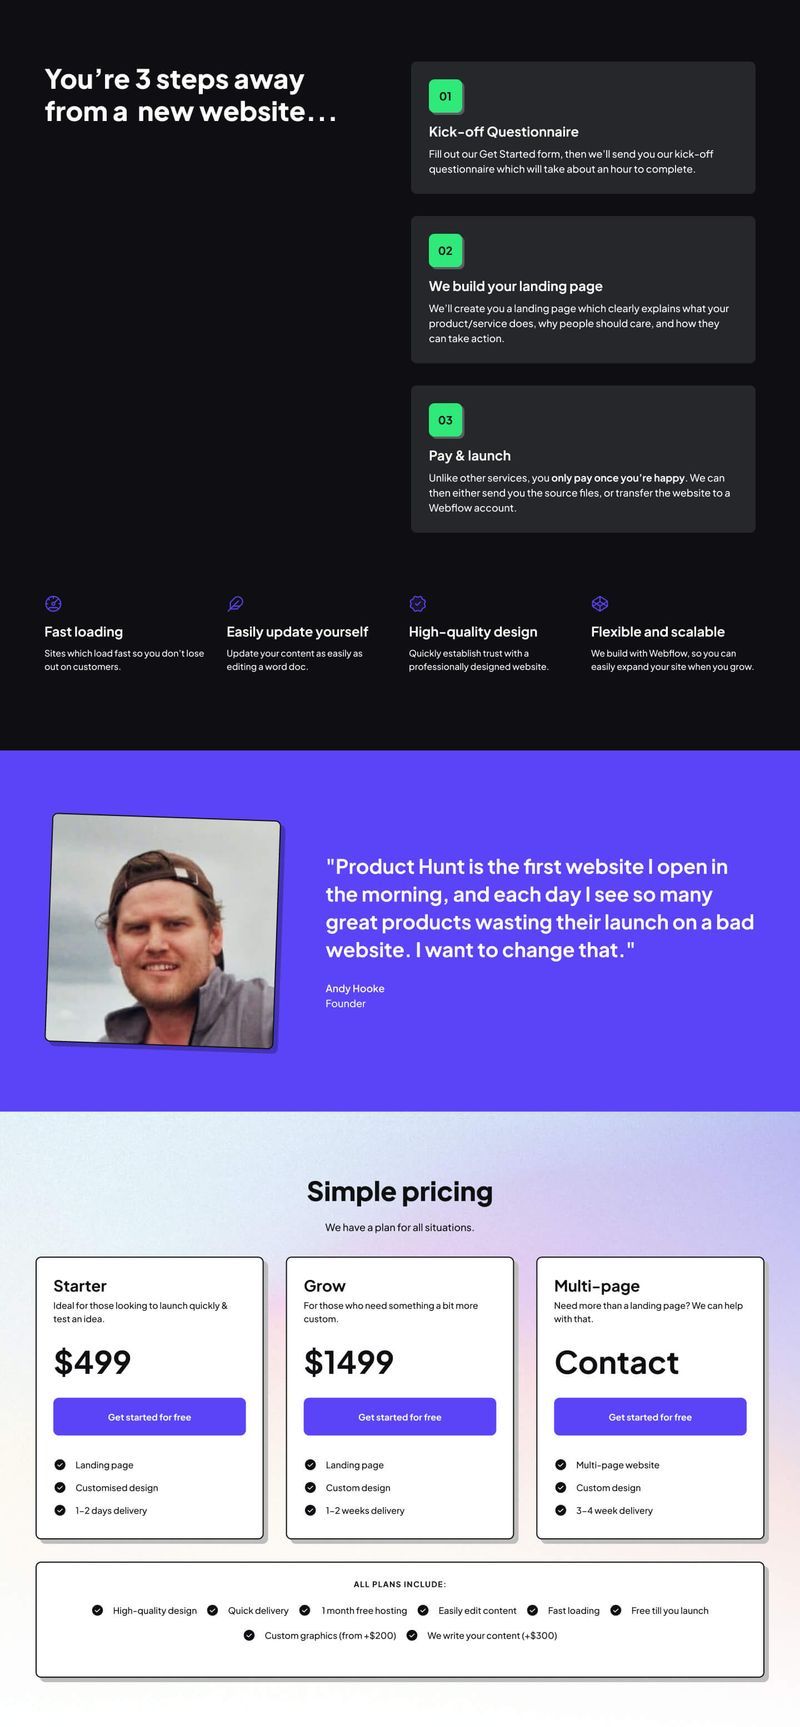 You’re 3 steps away
from a new website...
01
Kick-off Questionnaire
Fill out our Get Started form, then we’ll send you our kick-off
questionnaire which will take about an hour to complete.
02
We build your landing page
We’ll create you a landing page which clearly explains what your
product/service does, why people should care, and how they
can take action.
03
Pay & launch
Unlike other services, you only pay once you’re happy. We can
then either send you the source files, or transfer the website to a
Webflow account.
Fast loading
Sites which load fast so you don’t lose
out on customers.
Easily update yourself
Update your content as easily as
editing a word doc.
High-quality design
Quickly establish trust with a
professionally designed website.
Flexible and scalable
We build with Webflow, so you can
easily expand your site when you grow.
"Product Hunt is the first website I open in
the morning, and each day I see so many
great products wasting their launch on a bad
website. I want to change that."
Andy Hooke
Founder
Simple pricing
We have a plan for all situations.
Starter
Ideal for those looking to launch quickly &
test an idea.
$499
Get started for free
Landing page
Customised design
1-2 days delivery
Grow
For those who need something a bit more
custom.
$1499
Get started for free
Landing page
Custom design
1-2 weeks delivery
Multi-page
Need more than a landing page? We can help
with that.
Contact
Get started for free
Multi-page website
Custom design
3-4 week delivery
ALL PLANS INCLUDE:
High-quality design Quick delivery 1 month free hosting Easily edit content Fast loading Free till you launch
Custom graphics (from +$200) We write your content (+$300)